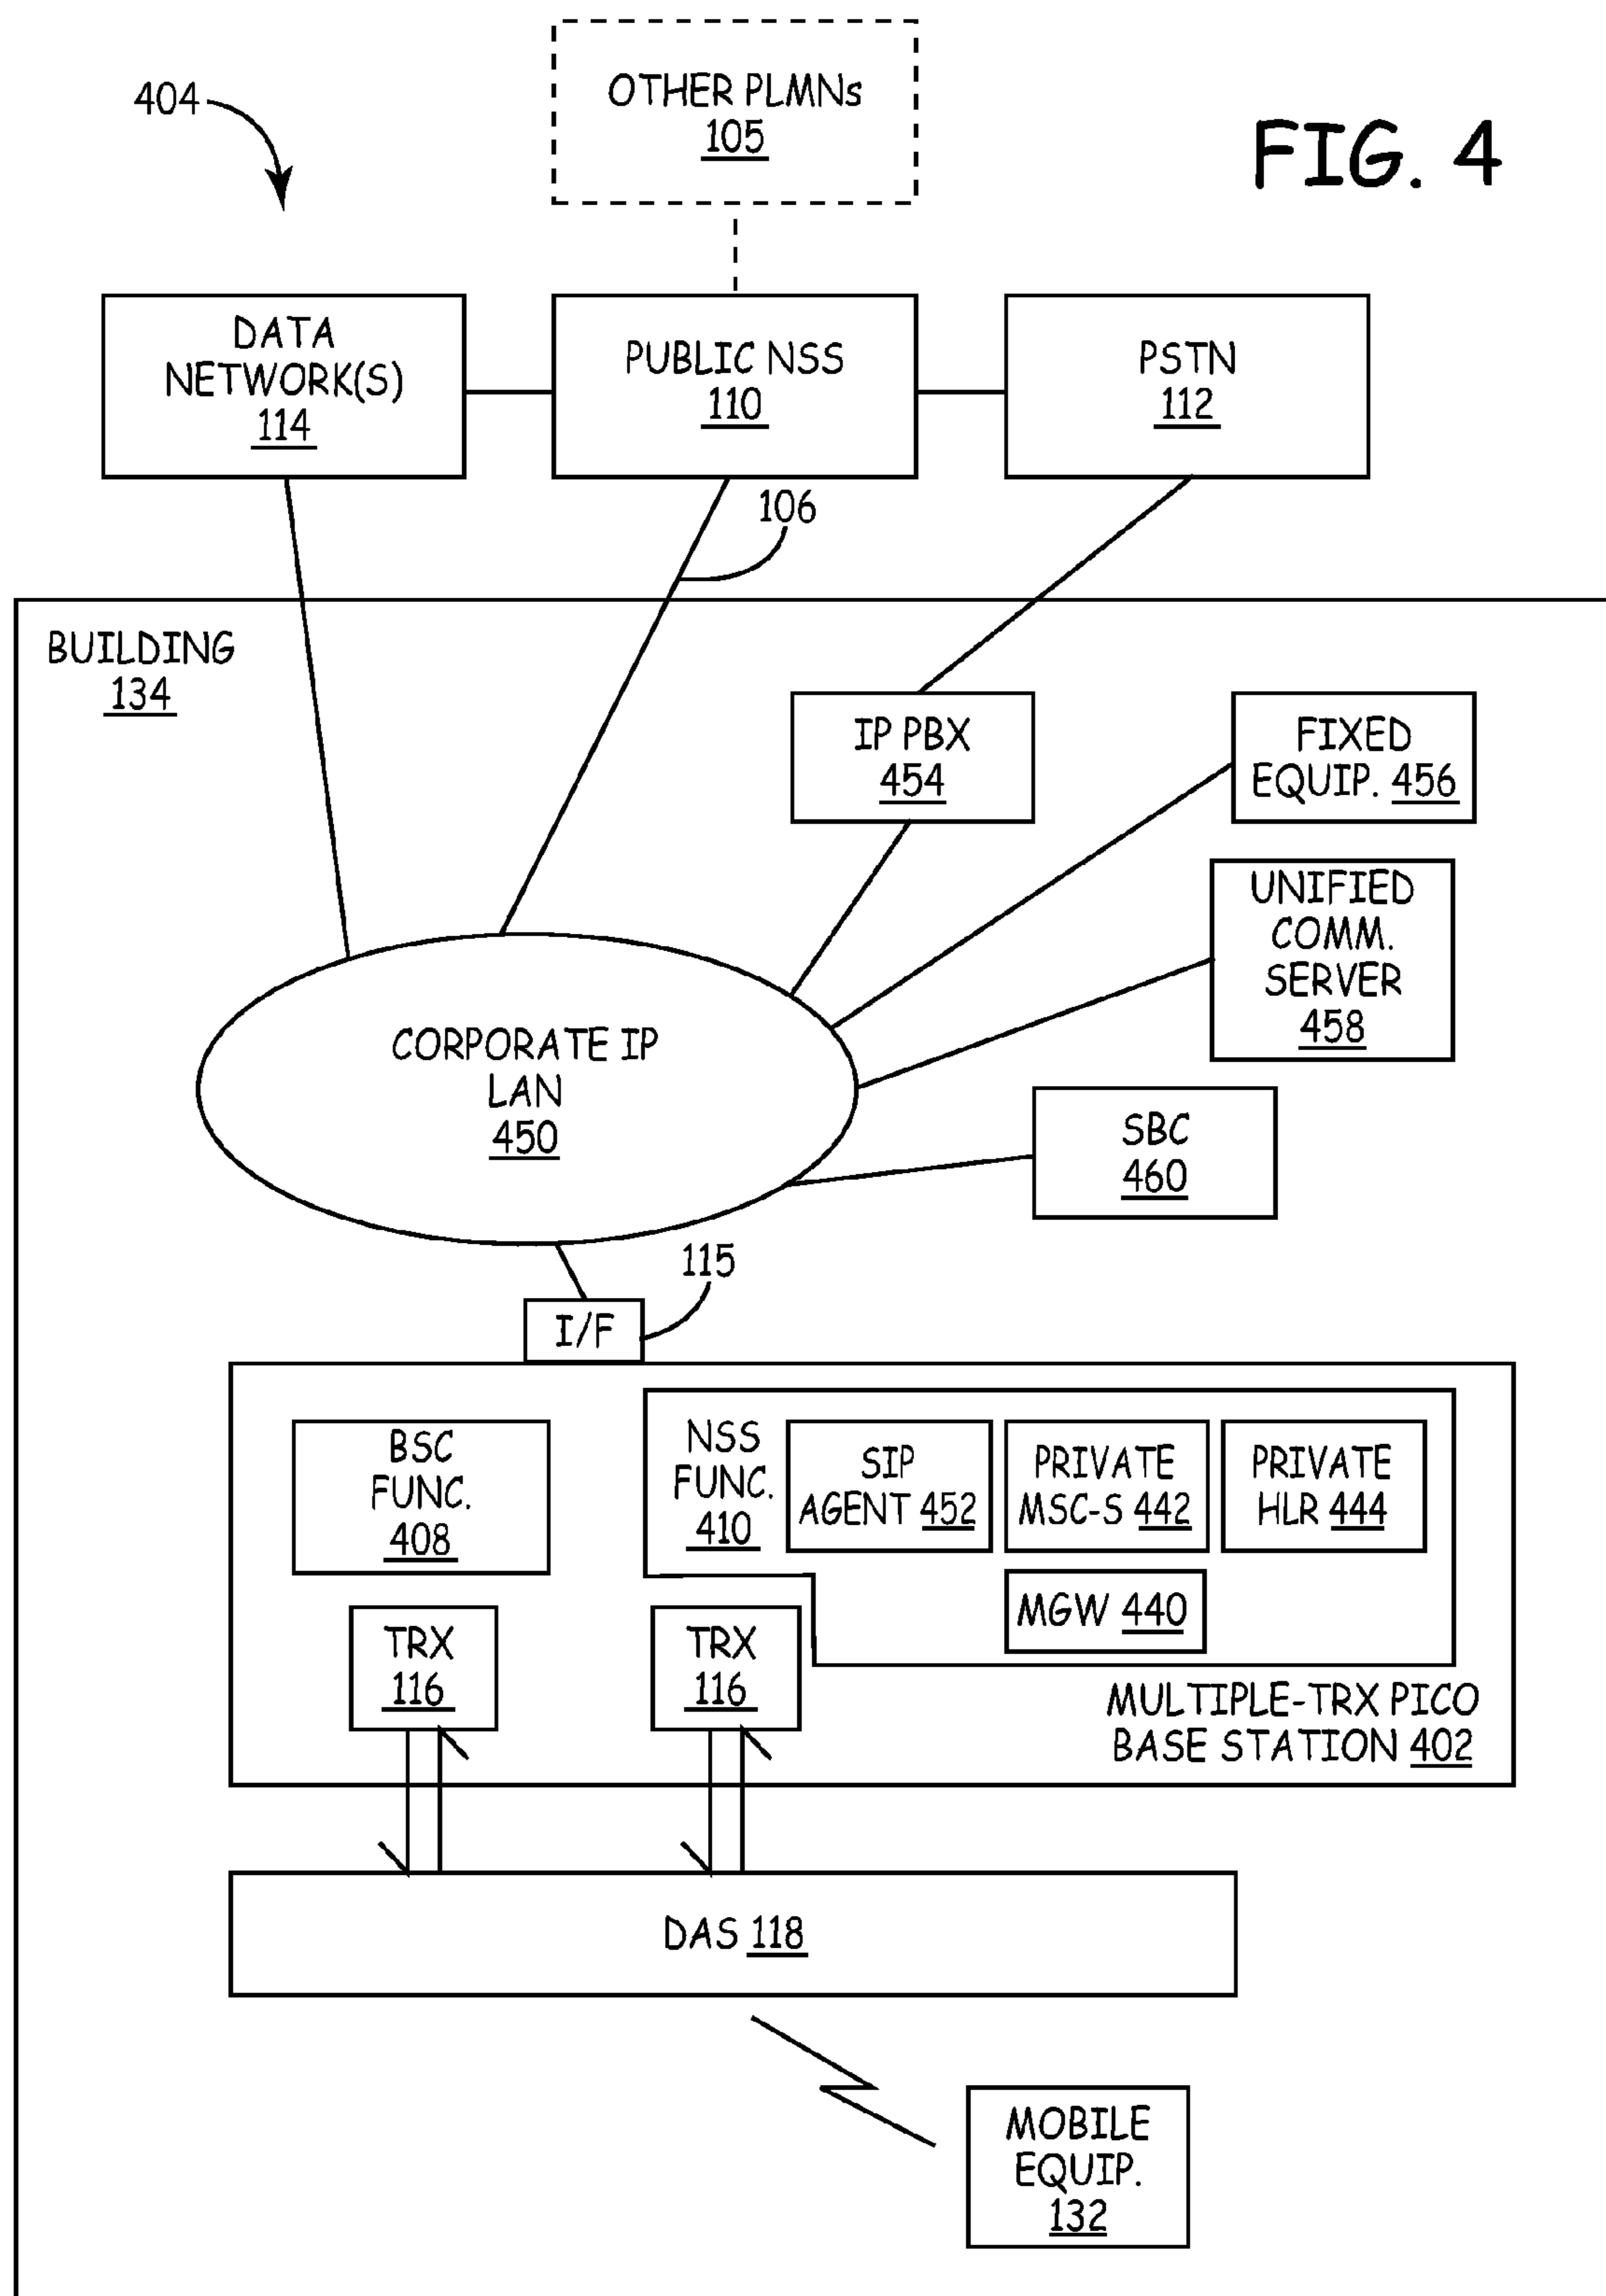 404
OTHER PLMNs
105
FIG. 4
DATA
NETWORK(S)
114
PUBLIC NSS
110
PSTN
112
106
BUILDING
134
IP PBX
454
FIXED
EQUIP. 456
UNIFIED
COMM.
SERVER
458
CORPORATE IP
LAN
450
SBC
460
115
I/F
BSC
FUNC.
408
NSS
FUNC.
410
SIP
AGENT 452
PRIVATE
MSC-S 442
PRIVATE
HLR 444
MGW 440
TRX
116
TRX
116
MULTIPLE-TRX PICO
BASE STATION 402
DAS 118
MOBILE
EQUIP.
132